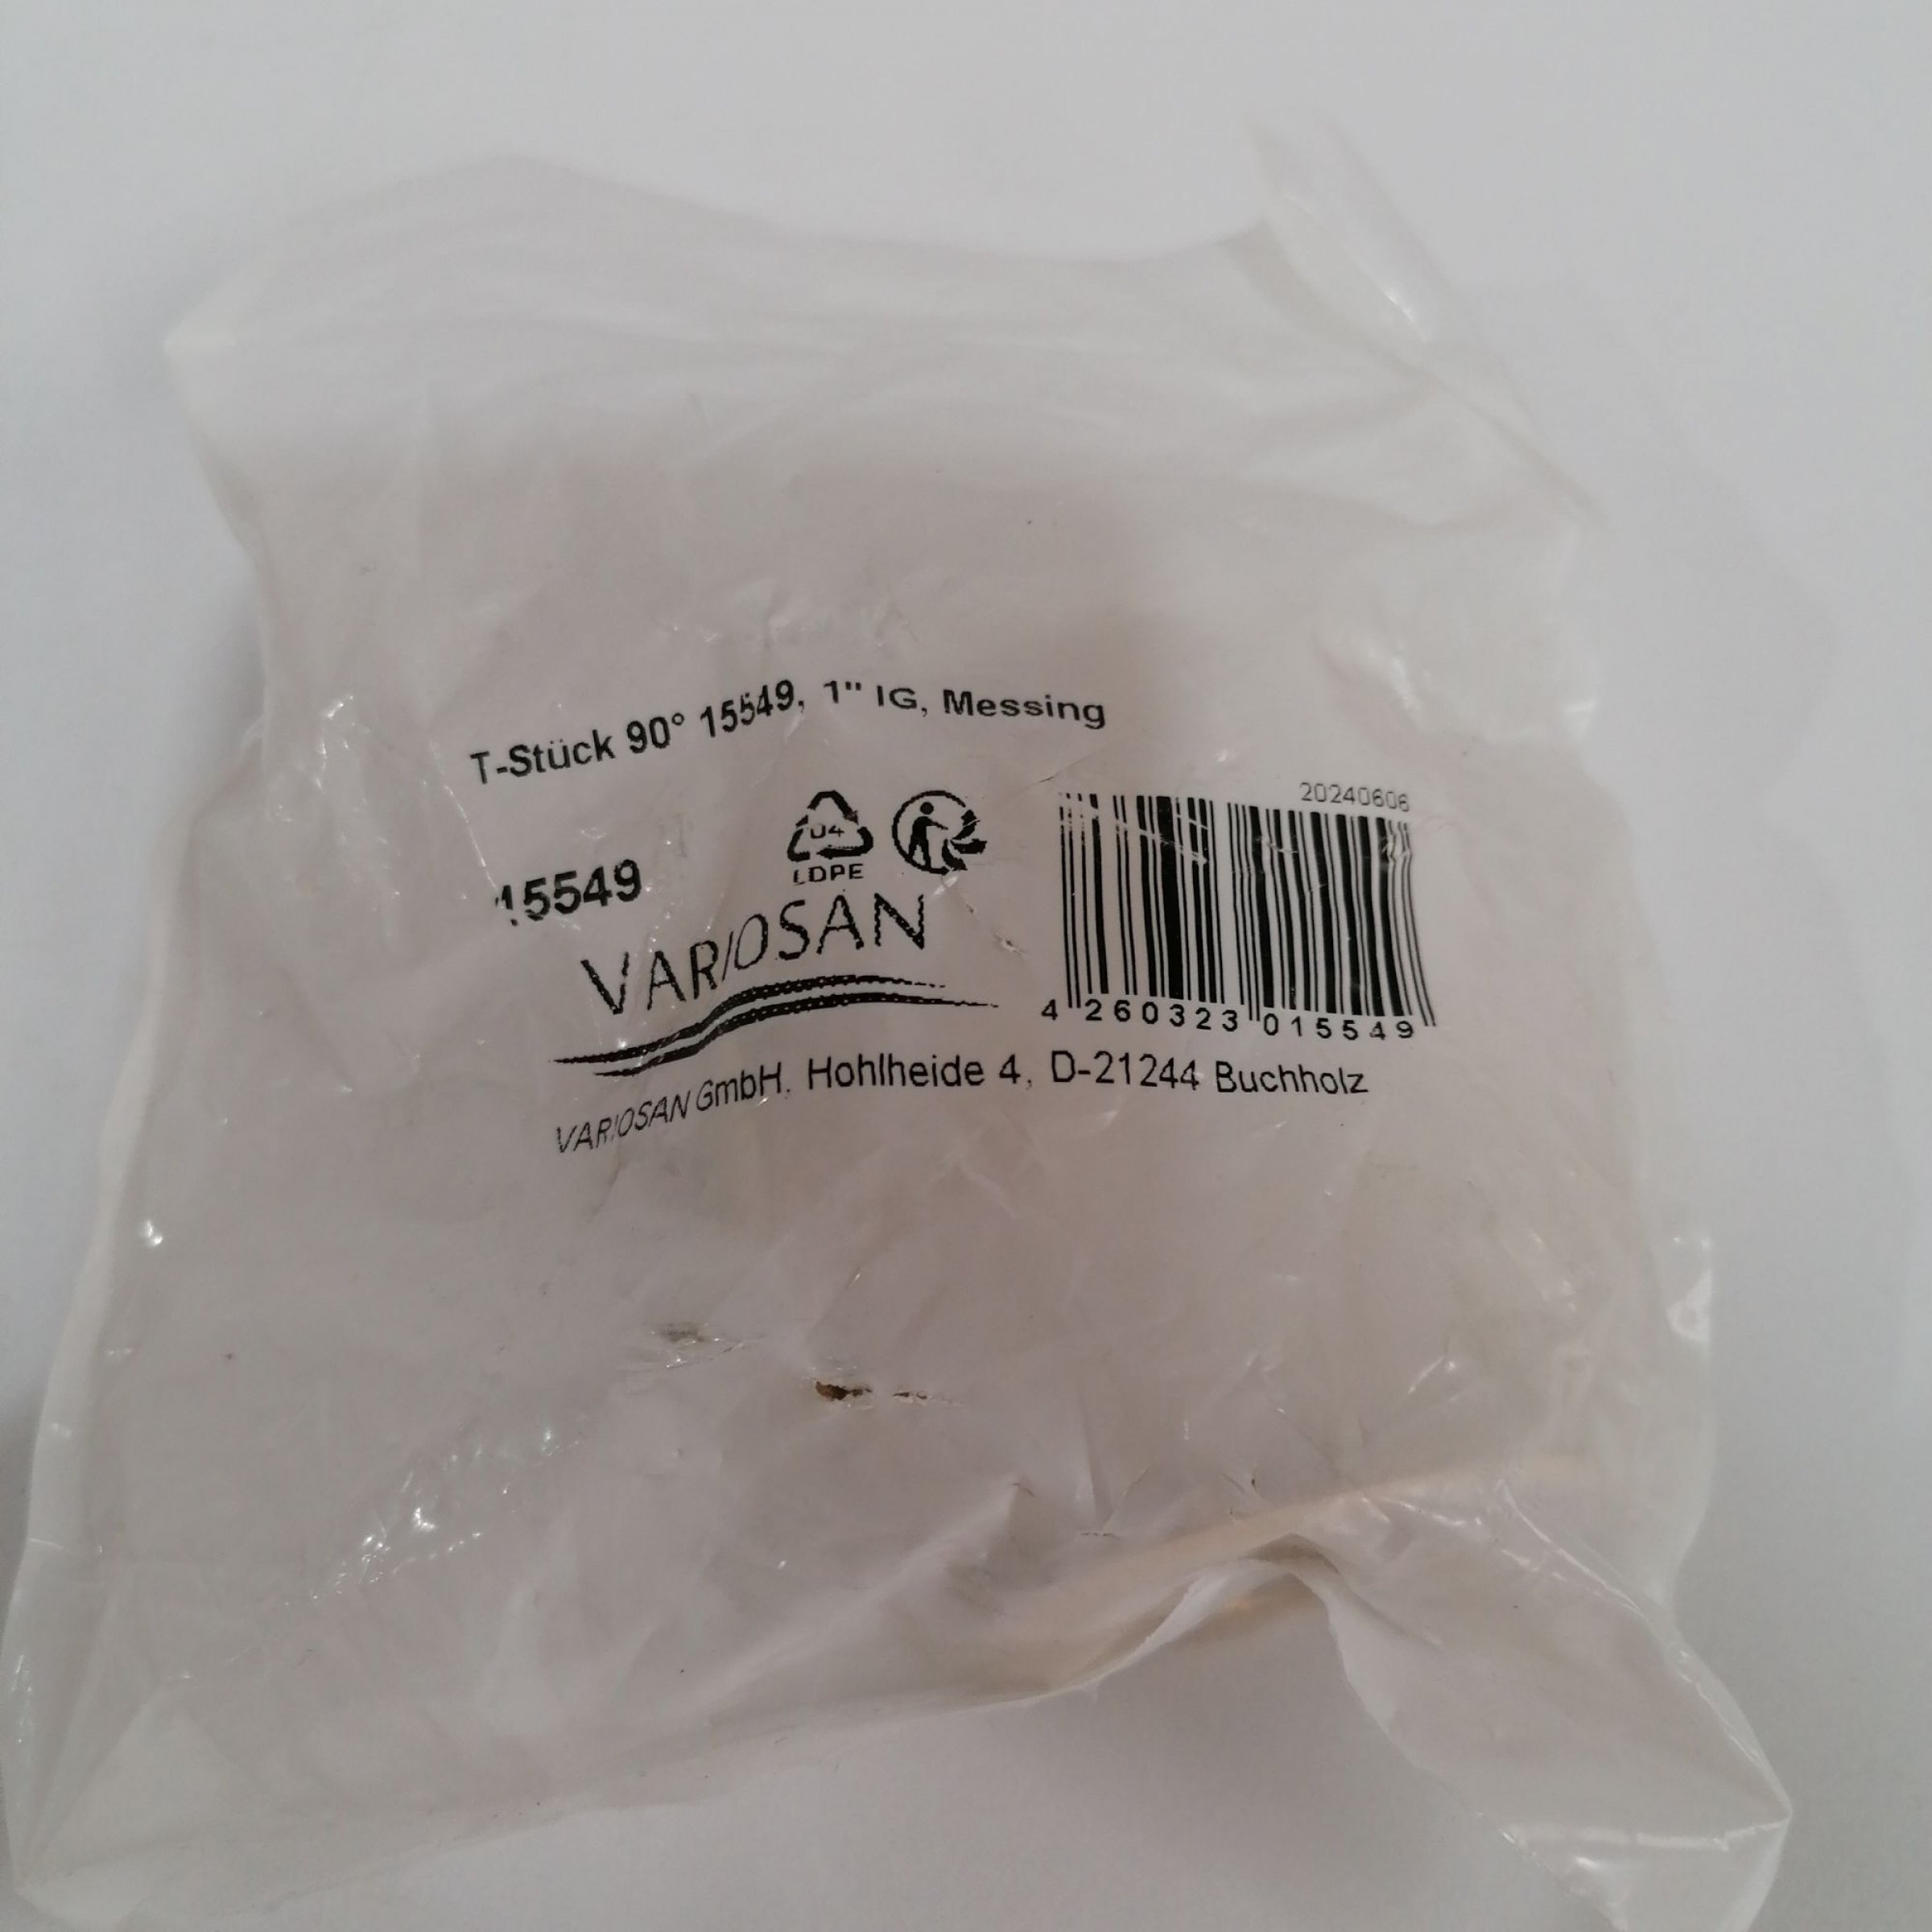 T-Stück 90° 15549, 1" IG, Messing
20240606
04
LDPE
15549
VARIOSAN
4 260323 015549
VARIOSAN GmbH, Hohlheide 4, D-21244 Buchholz